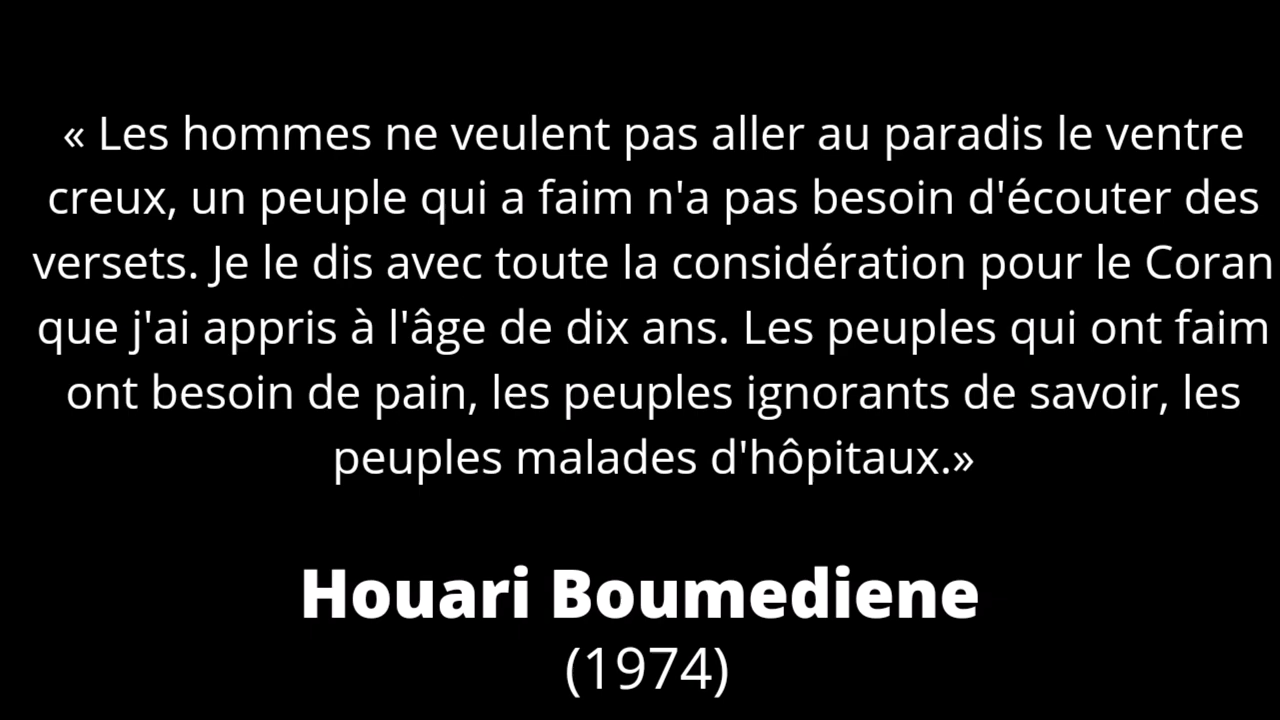 « Les hommes ne veulent pas aller au paradis le ventre
creux, un peuple qui a faim n'a pas besoin d'écouter des
versets. Je le dis avec toute la considération pour le Coran
que j'ai appris à l'âge de dix ans. Les peuples qui ont faim
ont besoin de pain, les peuples ignorants de savoir, les
peuples malades d'hôpitaux.»
Houari Boumediene
(1974)